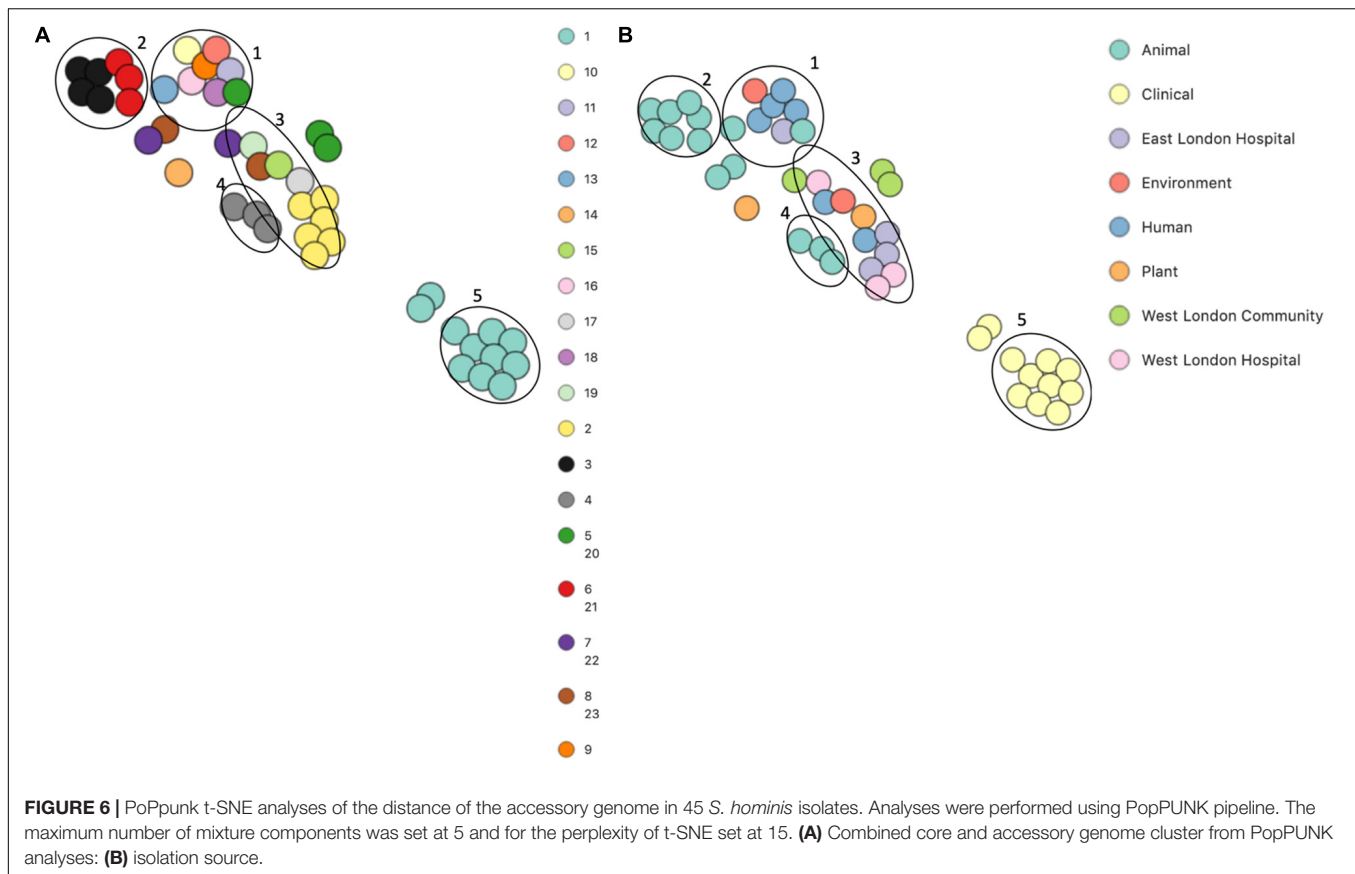 A
2
1
3
4
5
1
10
11
12
13
14
15
16
17
18
19
2
3
4
5
20
6
21
7
22
8
23
9
B
2
1
3
4
5
Animal
Clinical
East London Hospital
Environment
Human
Plant
West London Community
West London Hospital
FIGURE 6 | PoPpunk t-SNE analyses of the distance of the accessory genome in 45 S. hominis isolates. Analyses were performed using PopPUNK pipeline. The
maximum number of mixture components was set at 5 and for the perplexity of t-SNE set at 15. (A) Combined core and accessory genome cluster from PopPUNK
analyses: (B) isolation source.